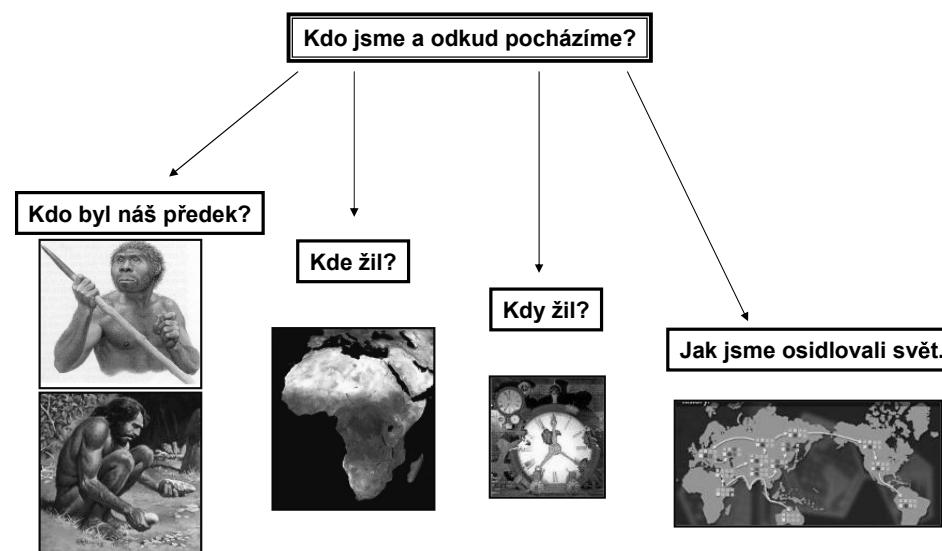 Kdo jsme a odkud pocházíme?
Kdo byl náš předek?
Kde žil?
Kdy žil?
Jak jsme osidlovali svět.